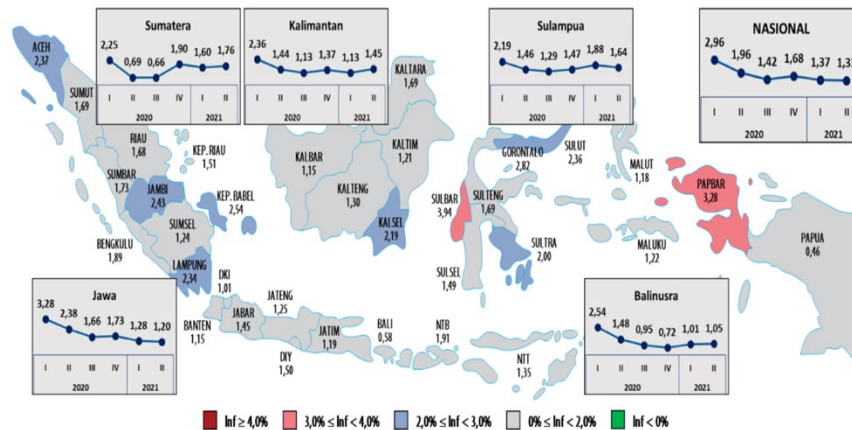 Sumatera
2,25 0,69 0,66 1,90 1,60 1,76
I II III IV I II
2020 2021
Kalimantan
2,36 1,44 1,13 1,37 1,13 1,45
I II III IV I II
2020 2021
Sulampua
2,19 1,46 1,29 1,47 1,88 1,64
I II III IV I II
2020 2021
NASIONAL
2,96 1,96 1,42 1,68 1,37
I II III IV I II
2020 2021
ACEH
2,37
SUMUT
1,69
RIAU
1,68
KEP. RIAU
1,51
SUMBAR
1,73
JAMBI
2,43
KEP. BABEL
2,54
SUMSEL
1,24
BENGKULU
1,89
LAMPUNG
2,34
KALTARA
1,69
KALTIM
1,21
KALBAR
1,15
KALTENG
1,30
KALSEL
2,19
GORONTALO
2,82
SULUT
2,36
SULBAR
3,94
SULTENG
1,69
SULTRA
2,00
SULSEL
1,49
MALUT
1,18
MALUKU
1,22
PAPBAR
3,28
PAPUA
0,46
DKI
1,01
BANTEN
1,15
JABAR
1,45
JATENG
1,25
DIY
1,50
JATIM
1,19
BALI
0,58
NTB
1,91
NTT
1,35
Jawa
3,28 2,38 1,66 1,73 1,28 1,20
I II III IV I II
2020 2021
Balinusra
2,54 1,48 0,95 0,72 1,01 1,05
I II III IV I II
2020 2021
Inf ≥ 4,0% 3,0% ≤ Inf < 4,0% 2,0% ≤ Inf < 3,0% 0% ≤ Inf < 2,0% Inf < 0%